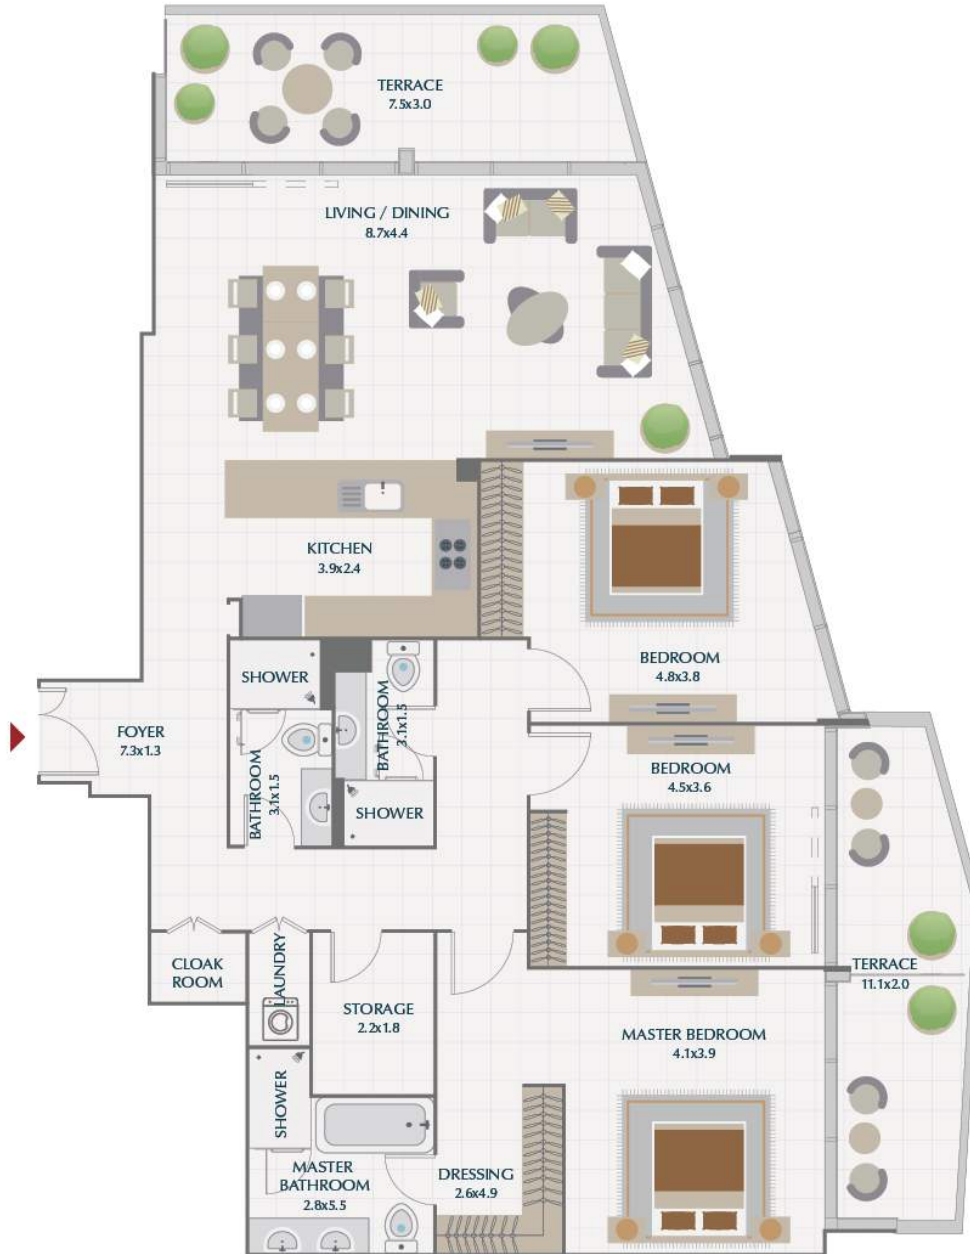 TERRACE
7.5x3.0
LIVING / DINING
8.7x4.4
KITCHEN
3.9x2.4
BEDROOM
4.8x3.8
SHOWER
BATHROOM
3.1x1.5
FOYER
7.3x1.3
BEDROOM
4.5x3.6
BATHROOM
3.1x1.5
SHOWER
CLOAK
ROOM
LAUNDRY
TERRACE
11.1x2.0
STORAGE
2.2x1.8
MASTER BEDROOM
4.1x3.9
SHOWER
MASTER
BATHROOM
2.8x5.5
DRESSING
2.6x4.9